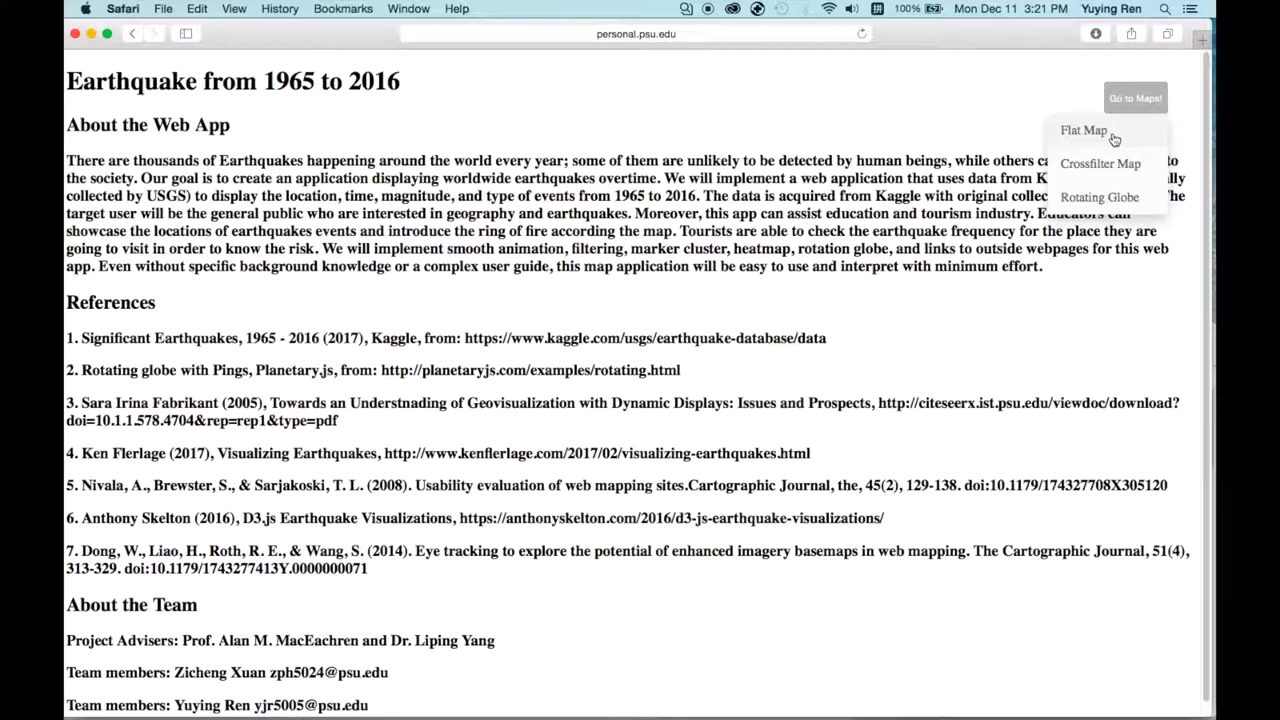 Safari File Edit View History Bookmarks Window Help 100% Mon Dec 11 3:21 PM Yuying Ren
personal.psu.edu
Earthquake from 1965 to 2016
Go to Maps!
About the Web App
Flat Map
Crossfilter Map
Rotating Globe
There are thousands of Earthquakes happening around the world every year; some of them are unlikely to be detected by human beings, while others ca to
the society. Our goal is to create an application displaying worldwide earthquakes overtime. We will implement a web application that uses data from K ally
collected by USGS) to display the location, time, magnitude, and type of events from 1965 to 2016. The data is acquired from Kaggle with original collec The
target user will be the general public who are interested in geography and earthquakes. Moreover, this app can assist education and tourism industry. Educators can
showcase the locations of earthquakes events and introduce the ring of fire according the map. Tourists are able to check the earthquake frequency for the place they are
going to visit in order to know the risk. We will implement smooth animation, filtering, marker cluster, heatmap, rotation globe, and links to outside webpages for this web
app. Even without specific background knowledge or a complex user guide, this map application will be easy to use and interpret with minimum effort.
References
1. Significant Earthquakes, 1965 - 2016 (2017), Kaggle, from: https://www.kaggle.com/usgs/earthquake-database/data
2. Rotating globe with Pings, Planetary.js, from: http://planetaryjs.com/examples/rotating.html
3. Sara Irina Fabrikant (2005), Towards an Understnading of Geovisualization with Dynamic Displays: Issues and Prospects, http://citeseerx.ist.psu.edu/viewdoc/download?
doi=10.1.1.578.4704&rep=rep1&type=pdf
4. Ken Flerlage (2017), Visualizing Earthquakes, http://www.kenflerlage.com/2017/02/visualizing-earthquakes.html
5. Nivala, A., Brewster, S., & Sarjakoski, T. L. (2008). Usability evaluation of web mapping sites.Cartographic Journal, the, 45(2), 129-138. doi:10.1179/174327708X305120
6. Anthony Skelton (2016), D3.js Earthquake Visualizations, https://anthonyskelton.com/2016/d3-js-earthquake-visualizations/
7. Dong, W., Liao, H., Roth, R. E., & Wang, S. (2014). Eye tracking to explore the potential of enhanced imagery basemaps in web mapping. The Cartographic Journal, 51(4),
313-329. doi:10.1179/1743277413Y.0000000071
About the Team
Project Advisers: Prof. Alan M. MacEachren and Dr. Liping Yang
Team members: Zicheng Xuan zph5024@psu.edu
Team members: Yuying Ren yjr5005@psu.edu